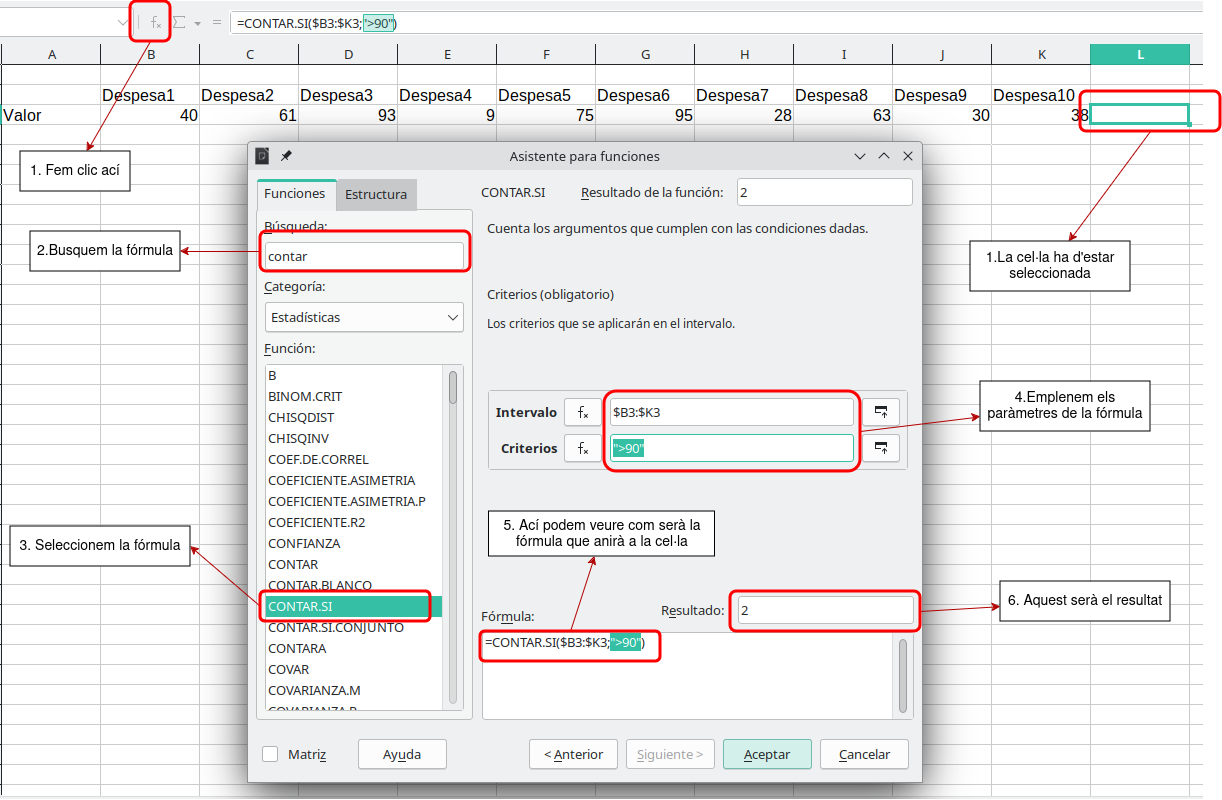 fx Σ = =CONTAR.SI($B3:$K3;">90")
A B C D E F G H I J K L
Despesa1 Despesa2 Despesa3 Despesa4 Despesa5 Despesa6 Despesa7 Despesa8 Despesa9 Despesa10
Valor 40 61 93 9 75 95 28 63 30 38
Asistente para funciones
1. Fem clic ací
Funciones Estructura
CONTAR.SI Resultado de la función: 2
Búsqueda:
Cuenta los argumentos que cumplen con las condiciones dadas.
2.Busquem la fórmula
contar
1.La cel·la ha d'estar
seleccionada
Categoría:
Criterios (obligatorio)
Estadísticas
Los criterios que se aplicarán en el intervalo.
Función:
B
BINOM.CRIT
CHISQDIST
CHISQINV
COEF.DE.CORREL
COEFICIENTE.ASIMETRIA
COEFICIENTE.ASIMETRIA.P
COEFICIENTE.R2
CONFIANZA
CONTAR
CONTAR.BLANCO
CONTAR.SI
CONTAR.SI.CONJUNTO
CONTARA
COVAR
COVARIANZA.M
COVARIANZA.P
Intervalo fx $B3:$K3
Criterios fx ">90"
4.Emplenem els
paràmetres de la fórmula
5. Ací podem veure com serà la
fórmula que anirà a la cel·la
3. Seleccionem la fórmula
Fórmula: Resultado: 2
6. Aquest serà el resultat
=CONTAR.SI($B3:$K3;">90")
Matriz Ayuda < Anterior Siguiente > Aceptar Cancelar